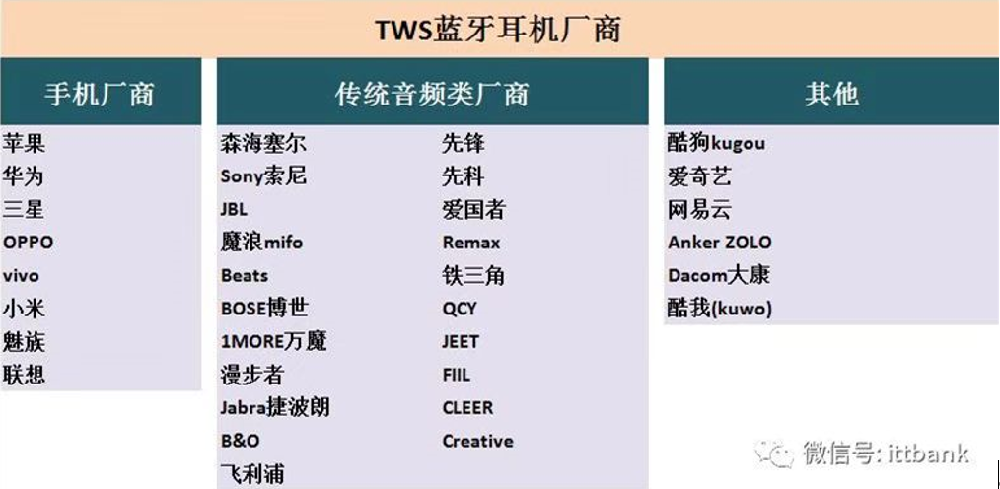 TWS蓝牙耳机厂商
手机厂商
苹果
华为
三星
OPPO
vivo
小米
魅族
联想
传统音频类厂商
森海塞尔
Sony索尼
JBL
魔浪mifo
Beats
BOSE博世
1MORE万魔
漫步者
Jabra捷波朗
B&O
飞利浦
先锋
先科
爱国者
Remax
铁三角
QCY
JEET
FIIL
CLEER
Creative
其他
酷狗kugou
爱奇艺
网易云
Anker ZOLO
Dacom大康
酷我(kuwo)
微信号: ittbank